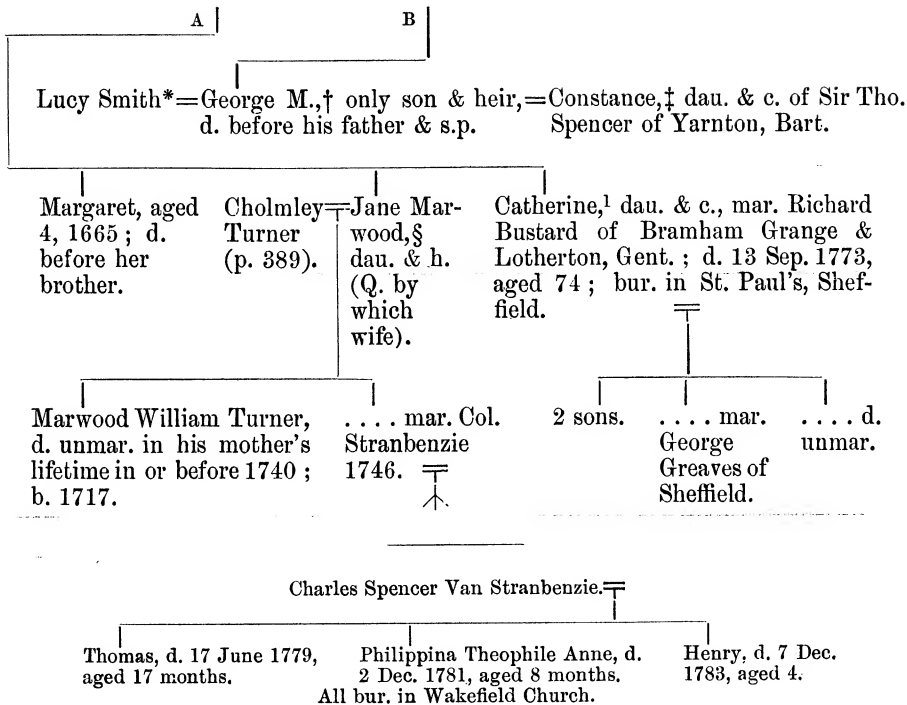 A B
Lucy Smith*=George M.,† only son & heir,=Constance,‡ dau. & c. of Sir Tho.
d. before his father & s.p. Spencer of Yarnton, Bart.
Margaret, aged
4, 1665 ; d.
before her
brother.
Cholmley=Jane Mar-
Turner wood,§
(p. 389). dau. & h.
(Q. by
which
wife).
Catherine,¹ dau. & c., mar. Richard
Bustard of Bramham Grange &
Lotherton, Gent. ; d. 13 Sep. 1773,
aged 74 ; bur. in St. Paul's, Shef-
field.
Marwood William Turner,
d. unmar. in his mother's
lifetime in or before 1740 ;
b. 1717.
. . . . mar. Col.
Stranbenzie
1746.
2 sons.
. . . . mar.
George
Greaves of
Sheffield.
. . . . d.
unmar.
Charles Spencer Van Stranbenzie.=
Thomas, d. 17 June 1779,
aged 17 months.
Philippina Theophile Anne, d.
2 Dec. 1781, aged 8 months.
Henry, d. 7 Dec.
1783, aged 4.
All bur. in Wakefield Church.